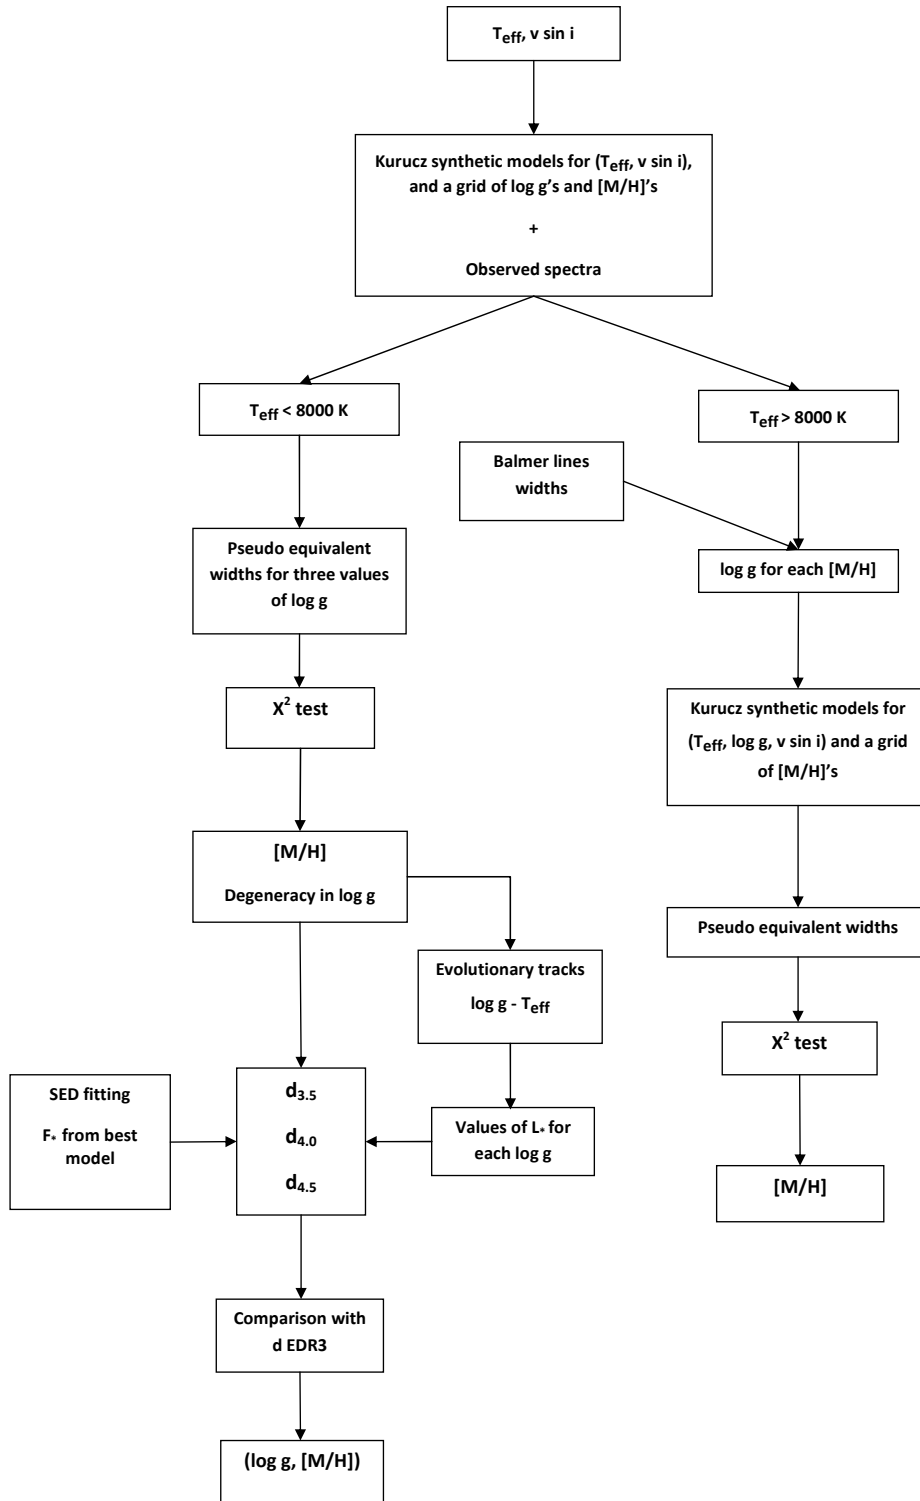 T_eff, v sin i
Kurucz synthetic models for (T_eff, v sin i),
and a grid of log g’s and [M/H]’s
+
Observed spectra
T_eff < 8000 K
T_eff > 8000 K
Balmer lines
widths
Pseudo equivalent
widths for three values
of log g
log g for each [M/H]
X² test
Kurucz synthetic models for
(T_eff, log g, v sin i) and a grid
of [M/H]’s
[M/H]
Degeneracy in log g
Pseudo equivalent widths
Evolutionary tracks
log g - T_eff
X² test
SED fitting
F* from best
model
d3.5
d4.0
d4.5
Values of L* for
each log g
[M/H]
Comparison with
d EDR3
(log g, [M/H])